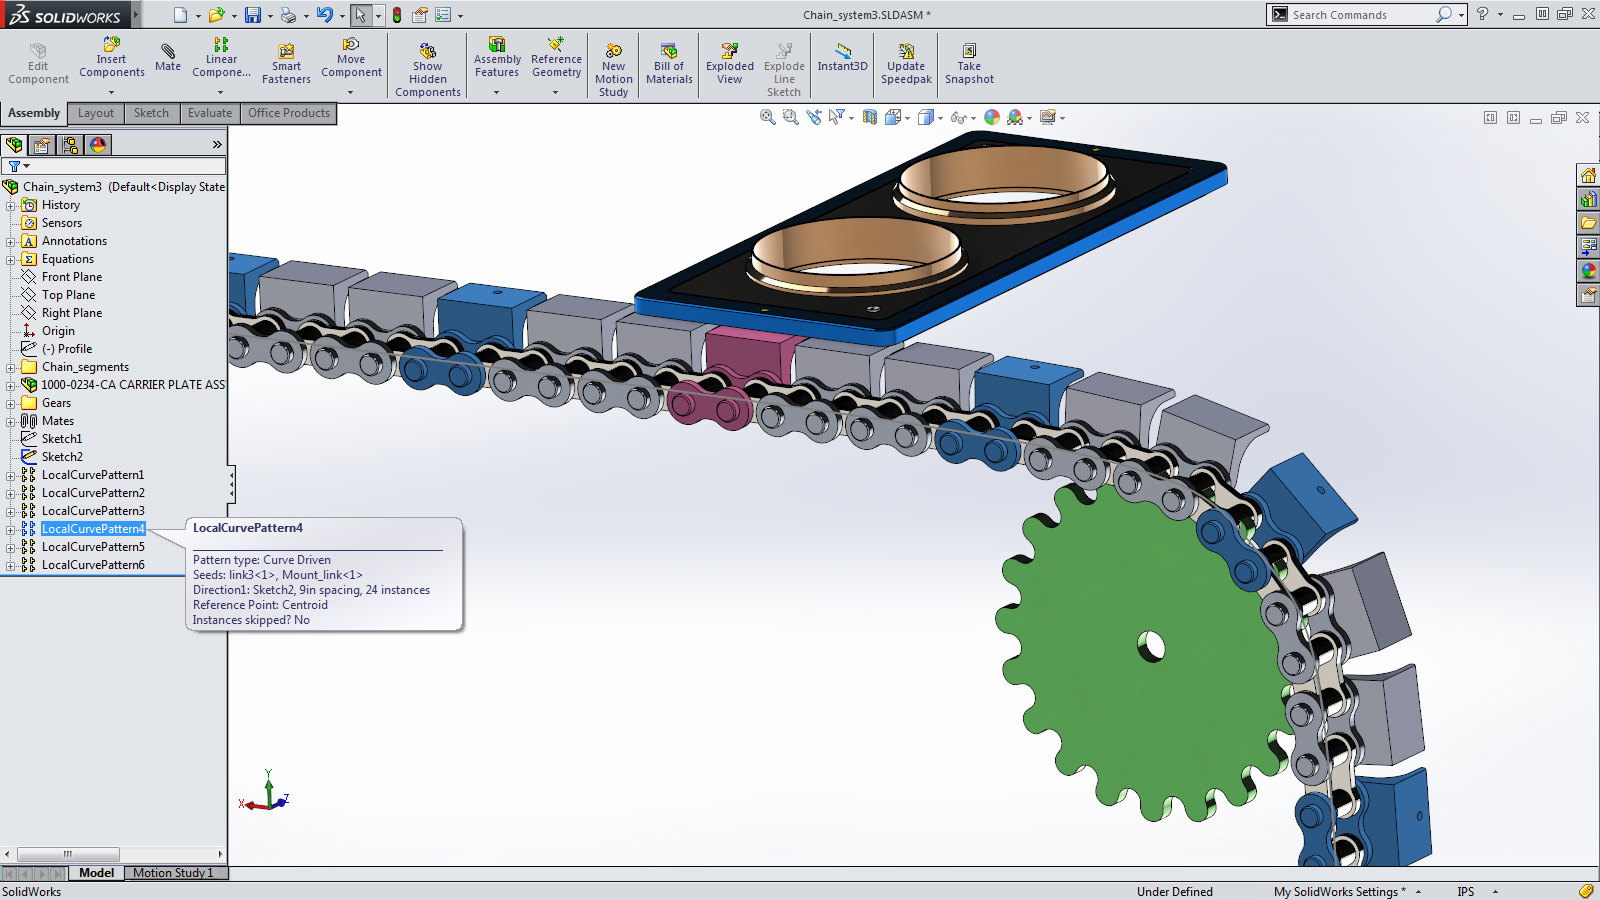 SOLIDWORKS
Chain_system3.SLDASM *
Search Commands
?
Edit Component
Insert Components
Mate
Linear Compone...
Smart Fasteners
Move Component
Show Hidden Components
Assembly Features
Reference Geometry
New Motion Study
Bill of Materials
Exploded View
Explode Line Sketch
Instant3D
Update Speedpak
Take Snapshot
Assembly
Layout
Sketch
Evaluate
Office Products
»
Chain_system3 (Default<Display State
History
Sensors
Annotations
Equations
Front Plane
Top Plane
Right Plane
Origin
(-) Profile
Chain_segments
1000-0234-CA CARRIER PLATE ASS
Gears
Mates
Sketch1
Sketch2
LocalCurvePattern1
LocalCurvePattern2
LocalCurvePattern3
LocalCurvePattern4
LocalCurvePattern5
LocalCurvePattern6
LocalCurvePattern4
Pattern type: Curve Driven
Seeds: link3<1>, Mount_link<1>
Direction1: Sketch2, 9in spacing, 24 instances
Reference Point: Centroid
Instances skipped? No
Y
X
Z
Model
Motion Study 1
SolidWorks
Under Defined
My SolidWorks Settings *
IPS